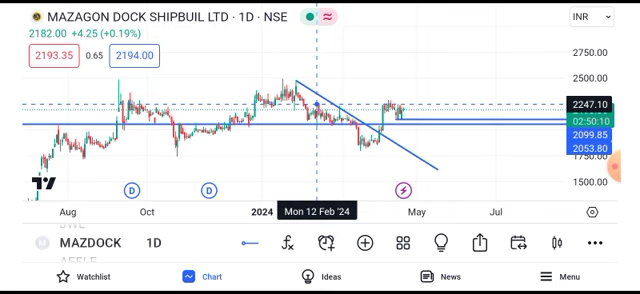 MAZAGON DOCK SHIPBUIL LTD · 1D · NSE
INR
2182.00 +4.25 (+0.19%)
2193.35 0.65 2194.00
2750.00
2500.00
2247.10
02:50:10
2099.85
2053.80
1750.00
1500.00
D D
Aug Oct 2024 Mon 12 Feb '24 May Jul
M MAZDOCK 1D
Watchlist Chart Ideas News Menu